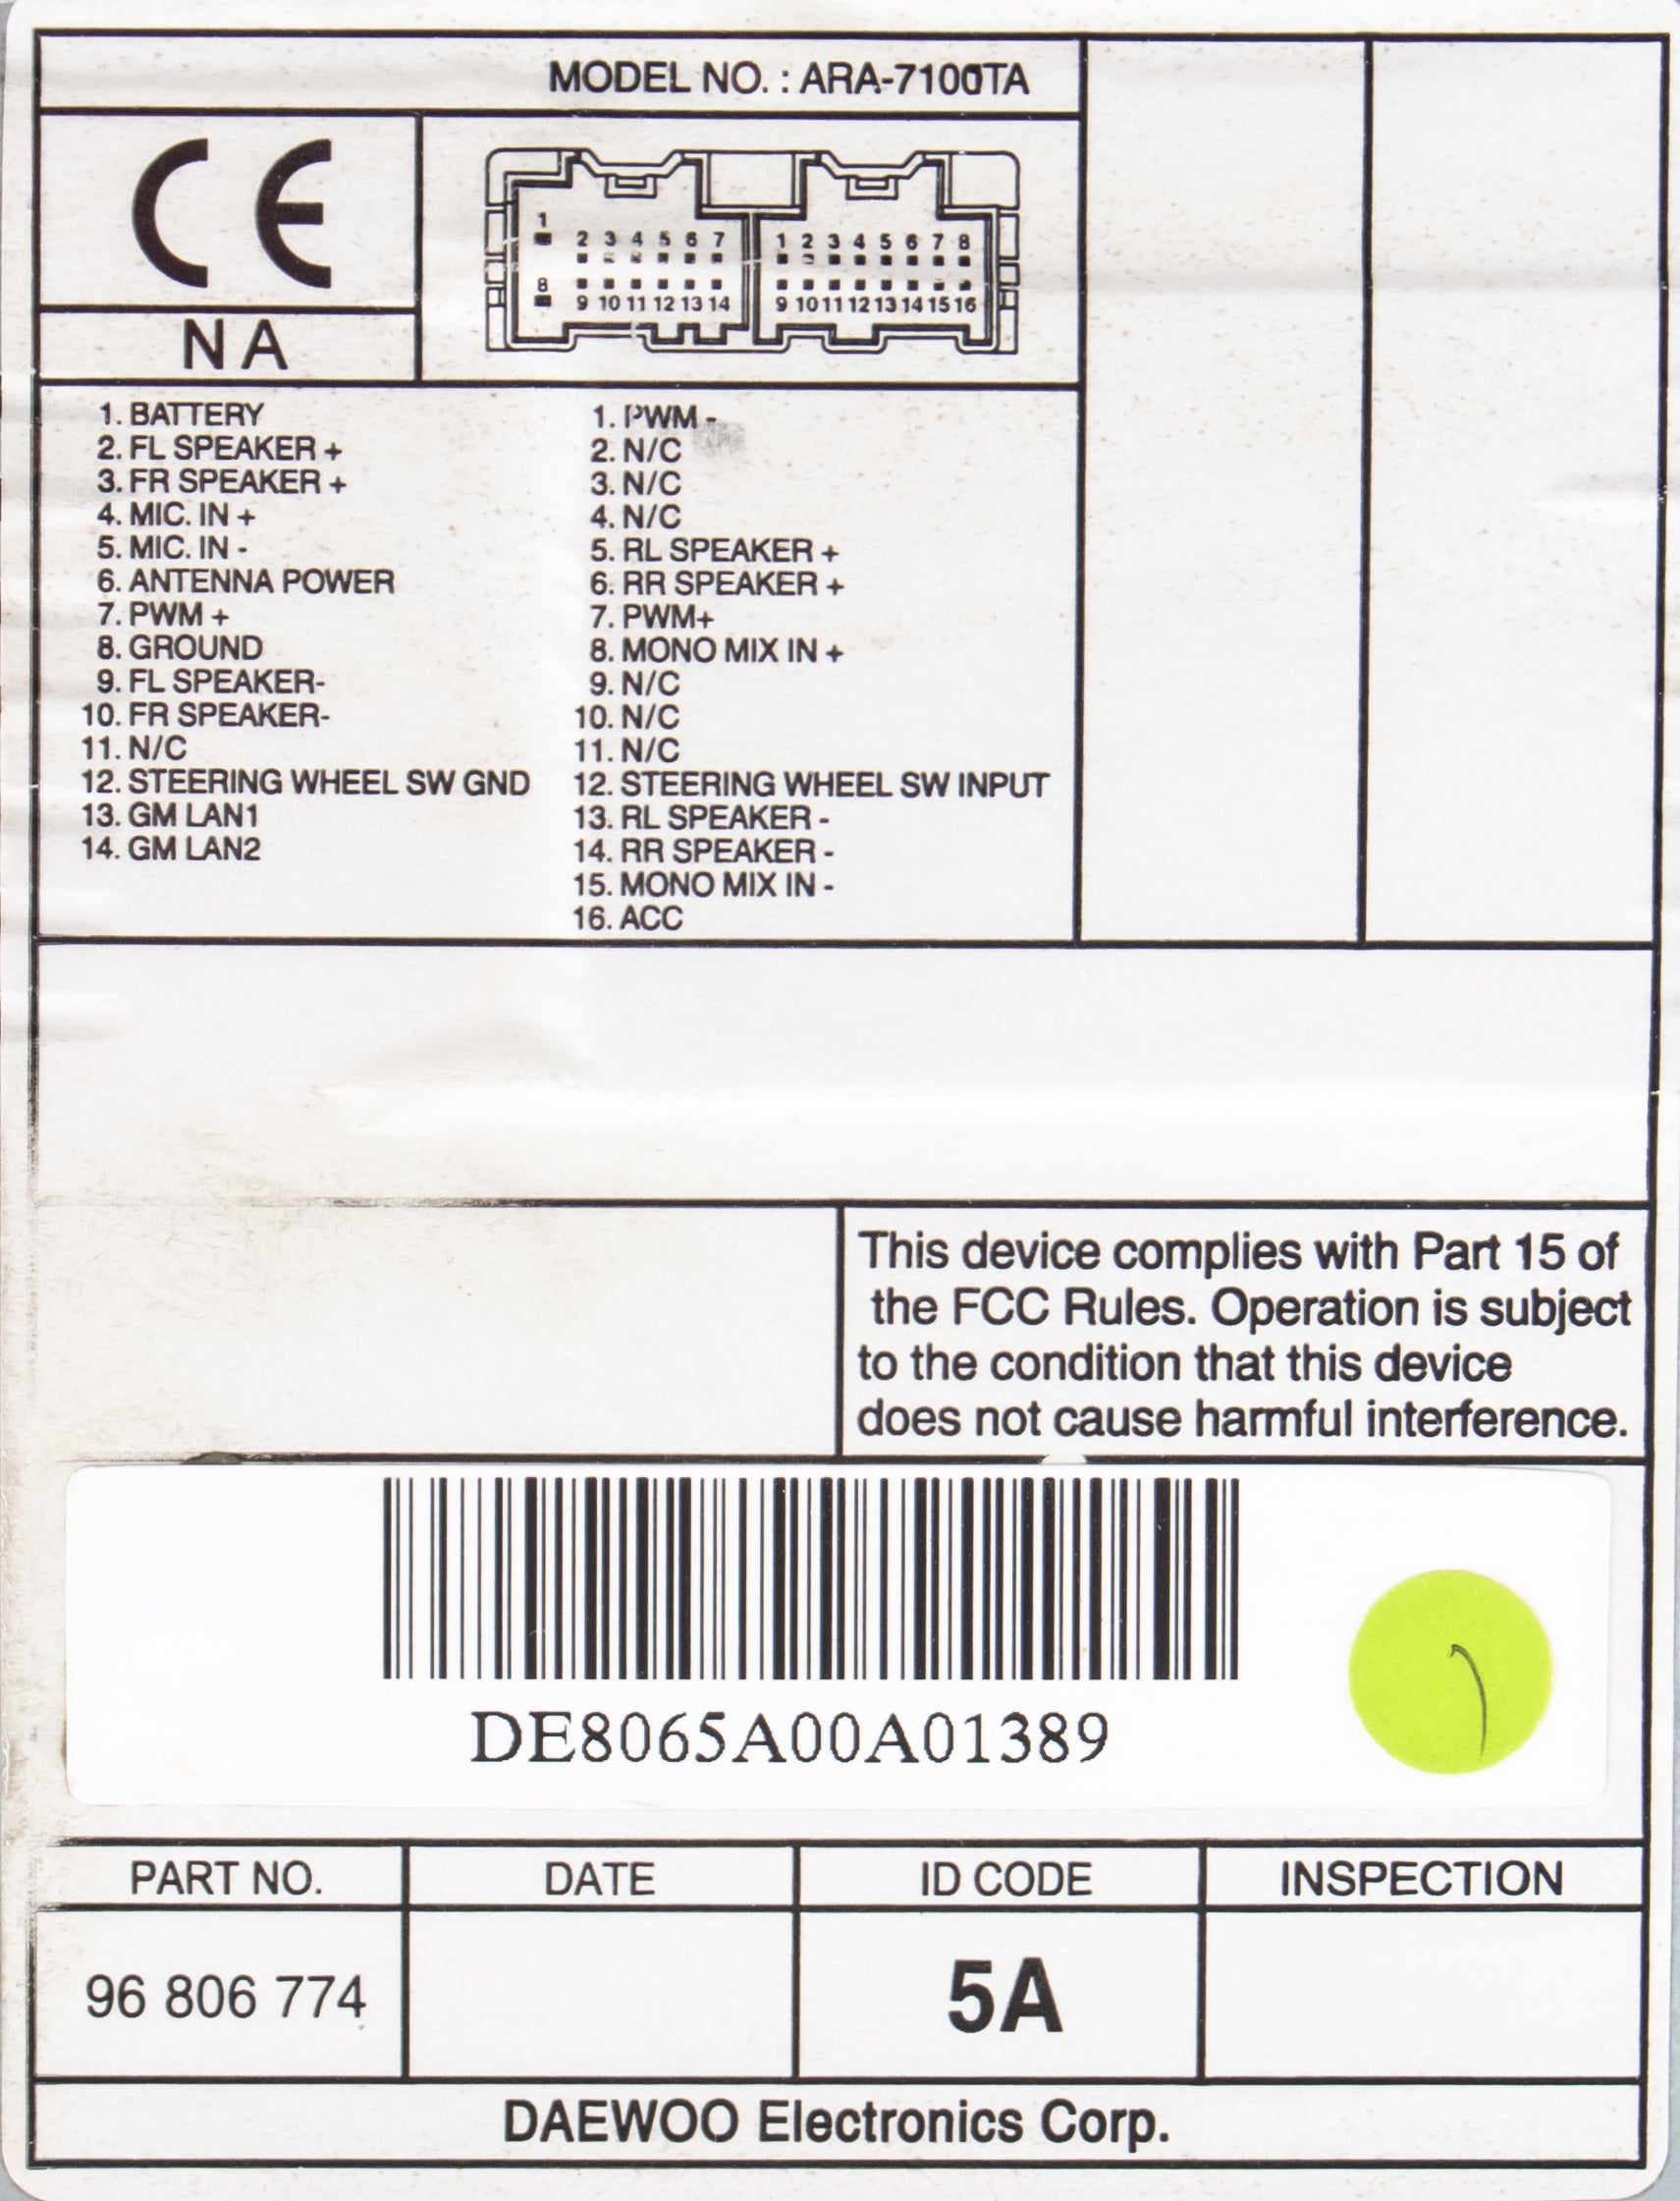 MODEL NO. : ARA-7100TA
CE
NA
1
2 3 4 5 6 7
8
9 10 11 12 13 14
1 2 3 4 5 6 7 8
9 10 11 12 13 14 15 16
1. BATTERY
2. FL SPEAKER +
3. FR SPEAKER +
4. MIC. IN +
5. MIC. IN -
6. ANTENNA POWER
7. PWM +
8. GROUND
9. FL SPEAKER-
10. FR SPEAKER-
11. N/C
12. STEERING WHEEL SW GND
13. GM LAN1
14. GM LAN2
1. PWM -
2. N/C
3. N/C
4. N/C
5. RL SPEAKER +
6. RR SPEAKER +
7. PWM+
8. MONO MIX IN +
9. N/C
10. N/C
11. N/C
12. STEERING WHEEL SW INPUT
13. RL SPEAKER -
14. RR SPEAKER -
15. MONO MIX IN -
16. ACC
This device complies with Part 15 of
the FCC Rules. Operation is subject
to the condition that this device
does not cause harmful interference.
DE8065A00A01389
PART NO. DATE ID CODE INSPECTION
96 806 774 5A
DAEWOO Electronics Corp.